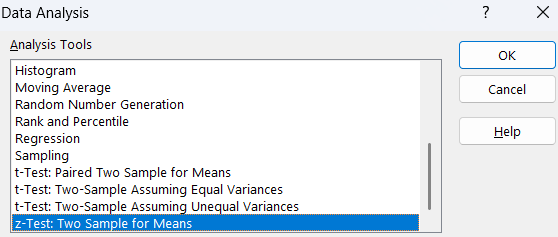 Data Analysis
? ×
Analysis Tools
Histogram
Moving Average
Random Number Generation
Rank and Percentile
Regression
Sampling
t-Test: Paired Two Sample for Means
t-Test: Two-Sample Assuming Equal Variances
t-Test: Two-Sample Assuming Unequal Variances
z-Test: Two Sample for Means
OK
Cancel
Help